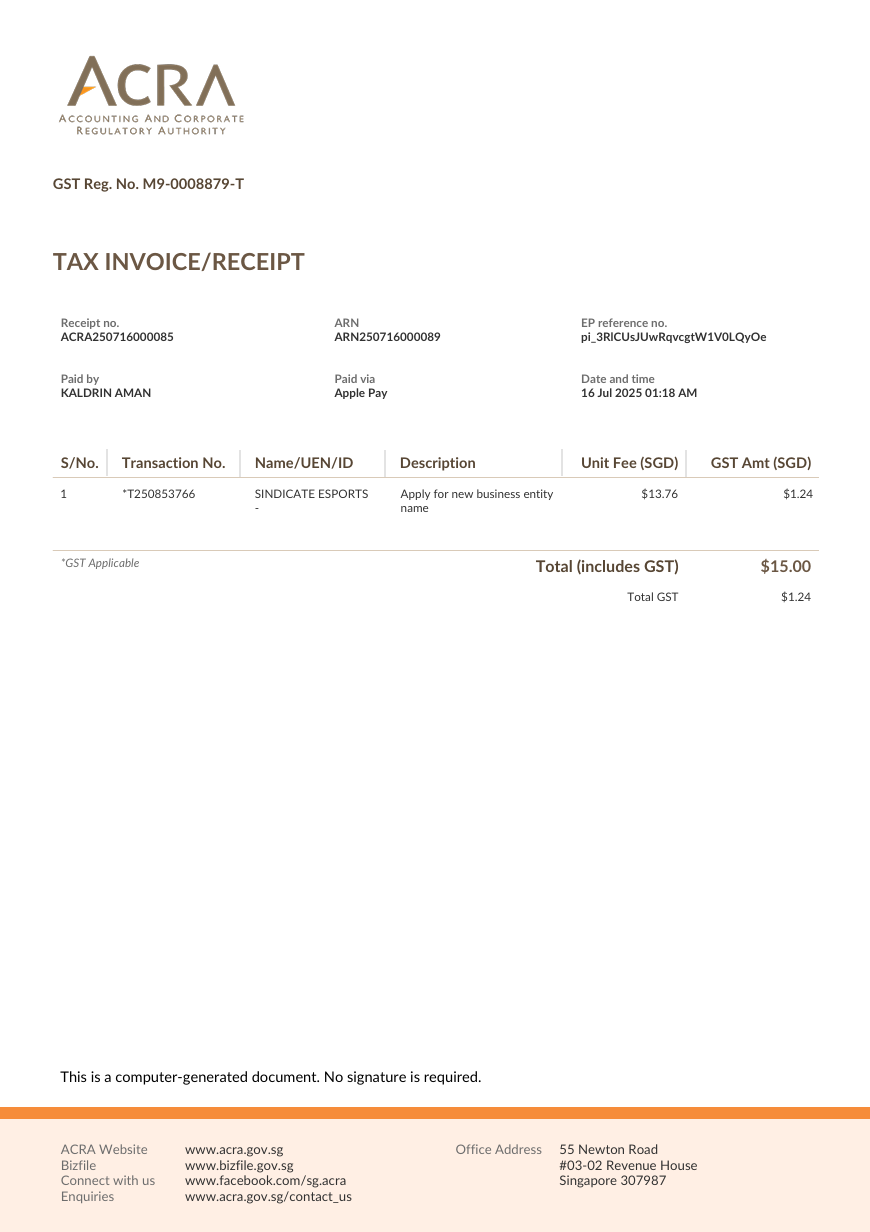 ACRA
ACCOUNTING AND CORPORATE
REGULATORY AUTHORITY
GST Reg. No. M9-0008879-T
TAX INVOICE/RECEIPT
Receipt no. ARN EP reference no.
ACRA250716000085 ARN250716000089 pi_3RlCUsJUwRqvcgtW1V0LQyOe
Paid by Paid via Date and time
KALDRIN AMAN Apple Pay 16 Jul 2025 01:18 AM
S/No. Transaction No. Name/UEN/ID Description Unit Fee (SGD) GST Amt (SGD)
1 *T250853766 SINDICATE ESPORTS Apply for new business entity $13.76 $1.24
- name
*GST Applicable Total (includes GST) $15.00
Total GST $1.24
This is a computer-generated document. No signature is required.
ACRA Website www.acra.gov.sg Office Address 55 Newton Road
Bizfile www.bizfile.gov.sg #03-02 Revenue House
Connect with us www.facebook.com/sg.acra Singapore 307987
Enquiries www.acra.gov.sg/contact_us